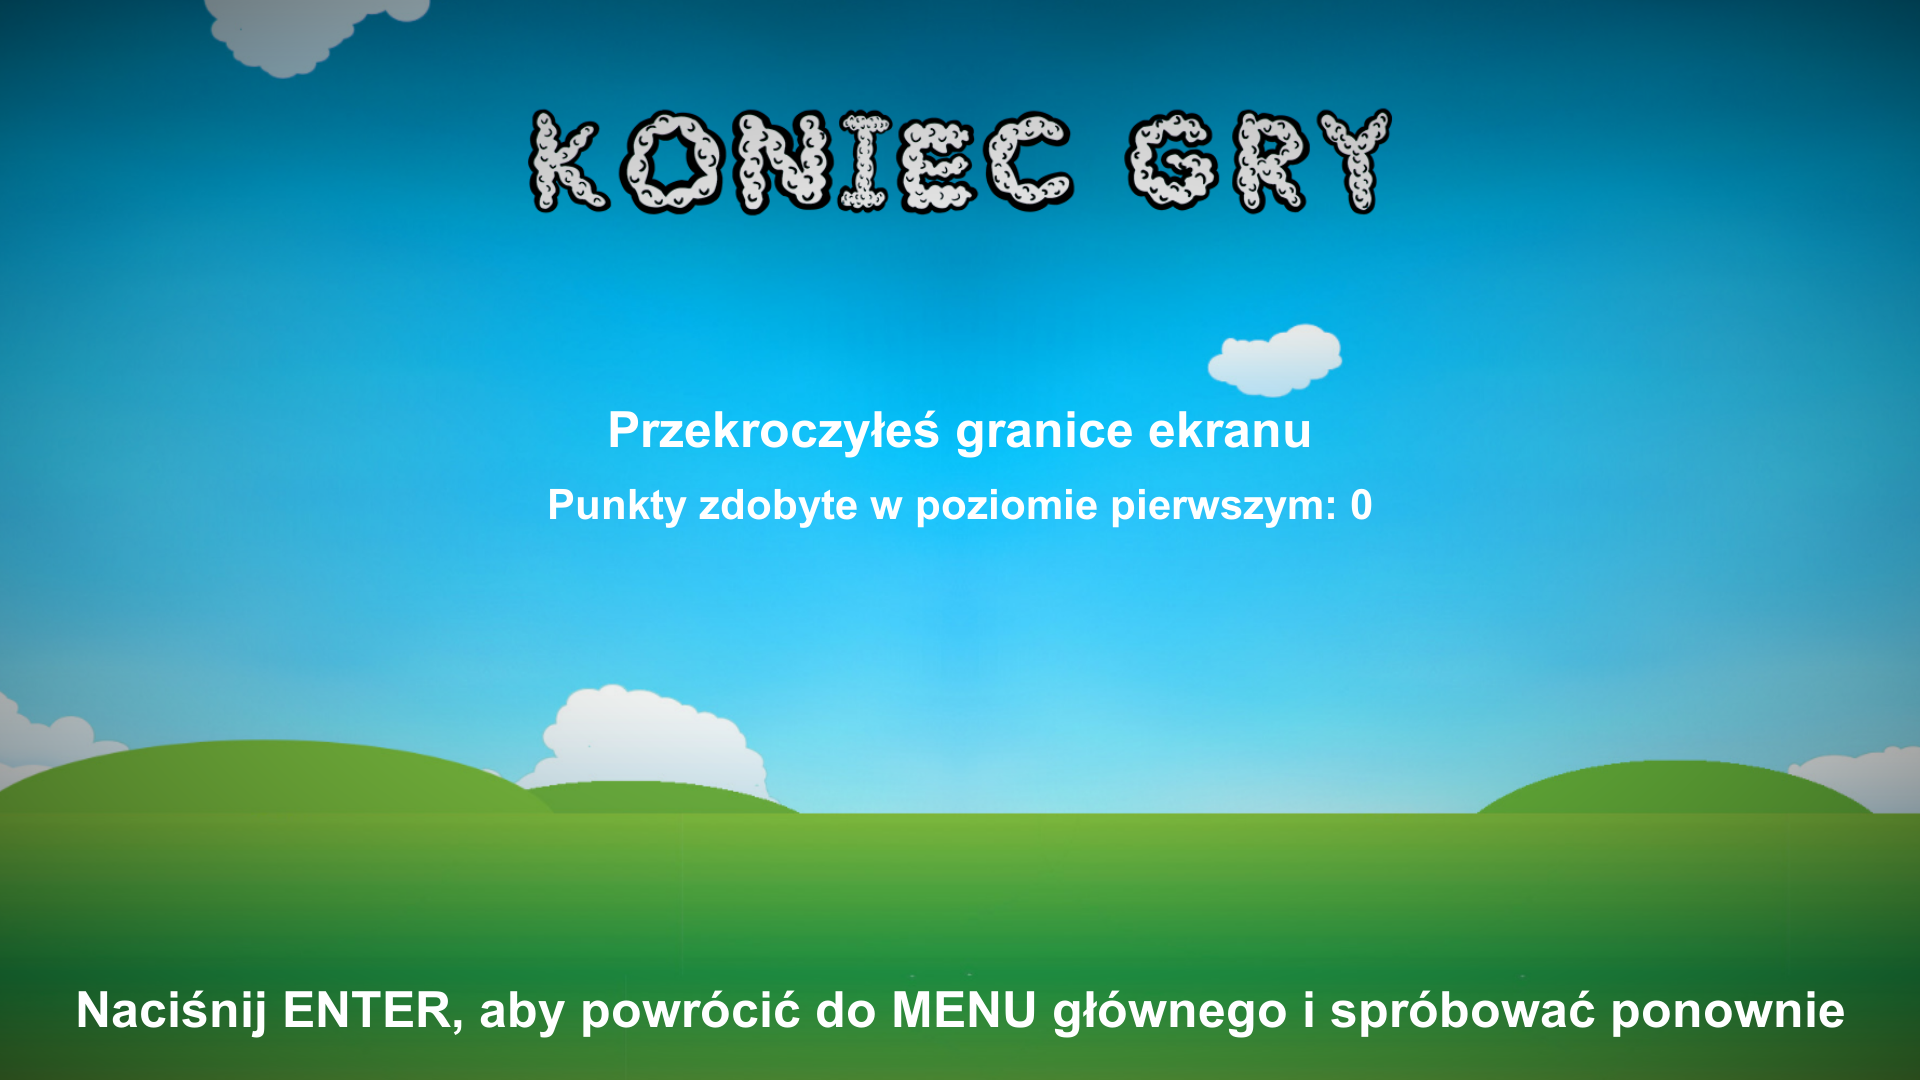 KONIEC GRY
Przekroczyłeś granice ekranu
Punkty zdobyte w poziomie pierwszym: 0
Naciśnij ENTER, aby powrócić do MENU głównego i spróbować ponownie